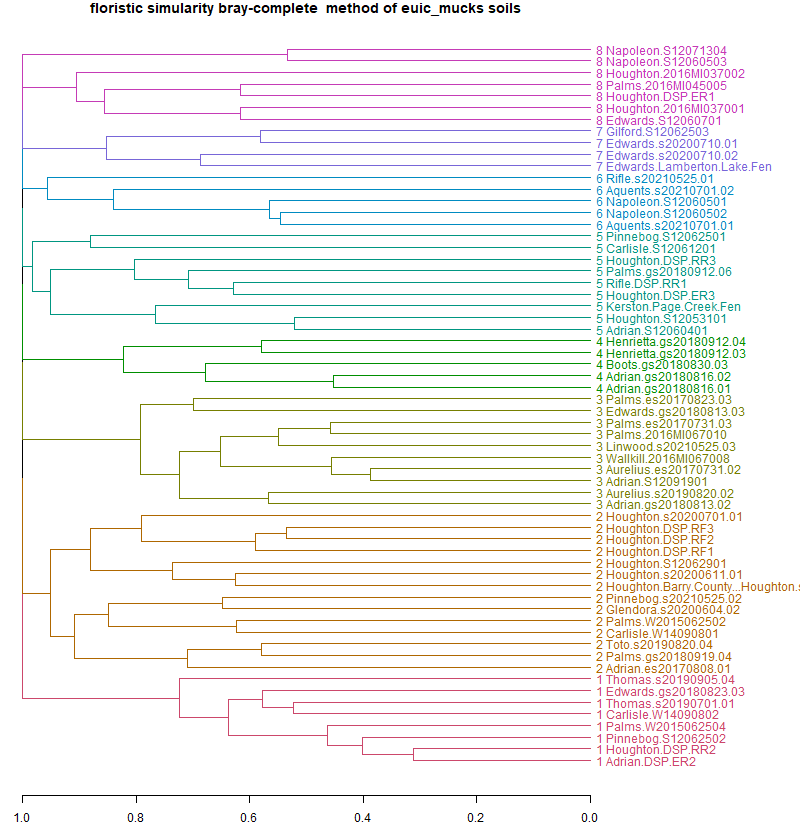 floristic simularity bray-complete  method of euic_mucks soils
8 Napoleon.S12071304
8 Napoleon.S12060503
8 Houghton.2016MI037002
8 Palms.2016MI045005
8 Houghton.DSP.ER1
8 Houghton.2016MI037001
8 Edwards.S12060701
7 Gilford.S12062503
7 Edwards.s20200710.01
7 Edwards.s20200710.02
7 Edwards.Lamberton.Lake.Fen
6 Rifle.s20210525.01
6 Aquents.s20210701.02
6 Napoleon.S12060501
6 Napoleon.S12060502
6 Aquents.s20210701.01
5 Pinnebog.S12062501
5 Carlisle.S12061201
5 Houghton.DSP.RR3
5 Palms.gs20180912.06
5 Rifle.DSP.RR1
5 Houghton.DSP.ER3
5 Kerston.Page.Creek.Fen
5 Houghton.S12053101
5 Adrian.S12060401
4 Henrietta.gs20180912.04
4 Henrietta.gs20180912.03
4 Boots.gs20180830.03
4 Adrian.gs20180816.02
4 Adrian.gs20180816.01
3 Palms.es20170823.03
3 Edwards.gs20180813.03
3 Palms.es20170731.03
3 Palms.2016MI067010
3 Linwood.s20210525.03
3 Wallkill.2016MI067008
3 Aurelius.es20170731.02
3 Adrian.S12091901
3 Aurelius.s20190820.02
3 Adrian.gs20180813.02
2 Houghton.s20200701.01
2 Houghton.DSP.RF3
2 Houghton.DSP.RF2
2 Houghton.DSP.RF1
2 Houghton.S12062901
2 Houghton.s20200611.01
2 Houghton.Barry.County...Houghton.s
2 Pinnebog.s20210525.02
2 Glendora.s20200604.02
2 Palms.W2015062502
2 Carlisle.W14090801
2 Toto.s20190820.04
2 Palms.gs20180919.04
2 Adrian.es20170808.01
1 Thomas.s20190905.04
1 Edwards.gs20180823.03
1 Thomas.s20190701.01
1 Carlisle.W14090802
1 Palms.W2015062504
1 Pinnebog.S12062502
1 Houghton.DSP.RR2
1 Adrian.DSP.ER2
1.0 0.8 0.6 0.4 0.2 0.0